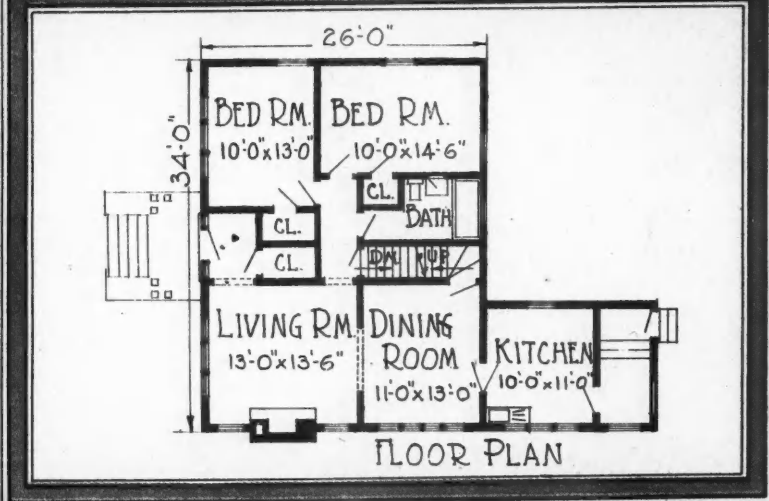 26'-0"
34'-0"
BED RM.
10'-0"x13'-0"
BED RM.
10'-0"x14'-6"
CL.
BATH
CL.
CL.
DN.
UP
LIVING RM.
13'-0"x13'-6"
DINING
ROOM
11'-0"x13'-0"
KITCHEN
10'-0"x11'-0"
FLOOR PLAN